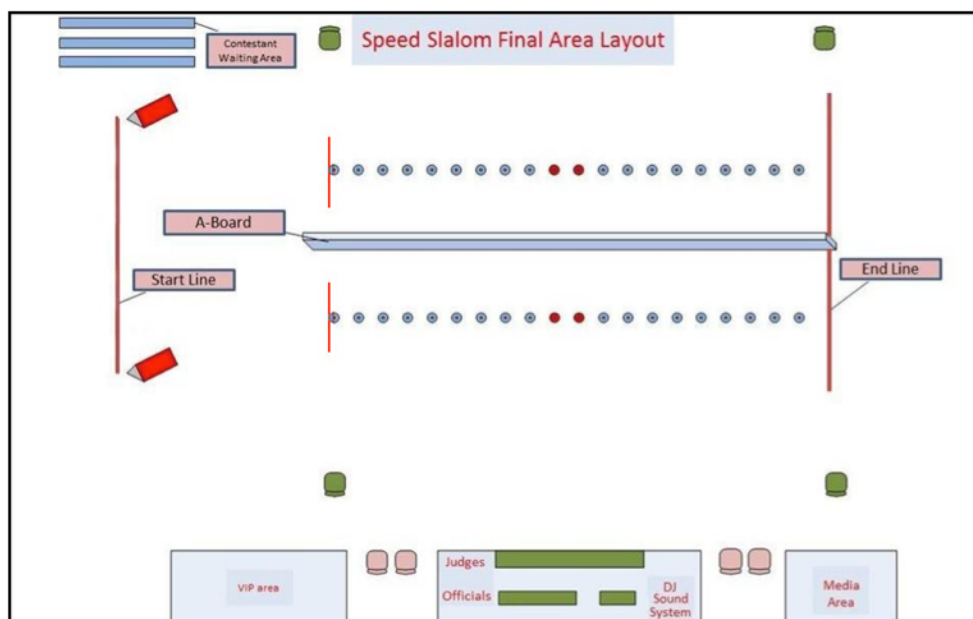 Speed Slalom Final Area Layout
Contestant
Waiting Area
A-Board
Start Line
End Line
VIP area
Judges
Officials
DJ
Sound
System
Media
Area